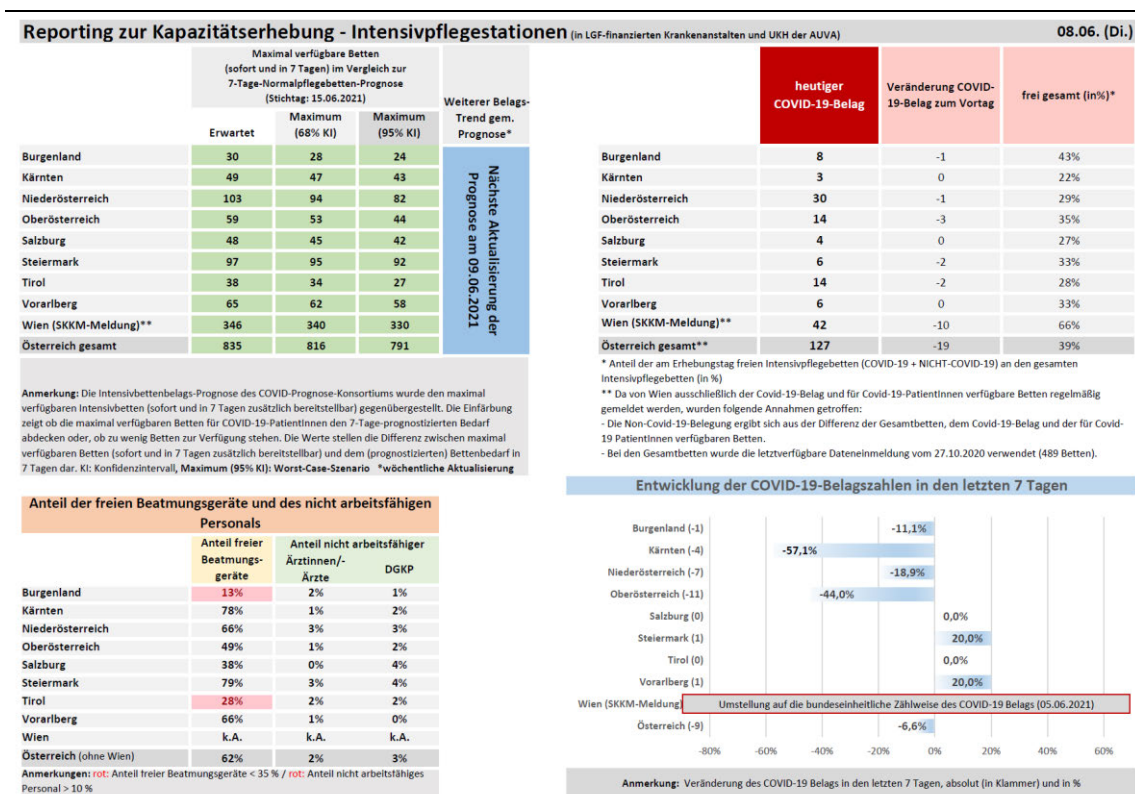 Reporting zur Kapazitätserhebung - Intensivpflegestationen (in LGF-finanzierten Krankenanstalten und UKH der AUVA) 08.06. (Di.)
Maximal verfügbare Betten
(sofort und in 7 Tagen) im Vergleich zur
7-Tage-Normalpflegebetten-Prognose
(Stichtag: 15.06.2021)
Weiterer Belags-
Trend gem.
Prognose*
Erwartet Maximum (68% KI) Maximum (95% KI)
Burgenland 30 28 24
Kärnten 49 47 43
Niederösterreich 103 94 82
Oberösterreich 59 53 44
Salzburg 48 45 42
Steiermark 97 95 92
Tirol 38 34 27
Vorarlberg 65 62 58
Wien (SKKM-Meldung)** 346 340 330
Österreich gesamt 835 816 791
Nächste Aktualisierung der
Prognose am 09.06.2021
Anmerkung: Die Intensivbettenbelags-Prognose des COVID-Prognose-Konsortiums wurde den maximal
verfügbaren Intensivbetten (sofort und in 7 Tagen zusätzlich bereitstellbar) gegenübergestellt. Die Einfärbung
zeigt ob die maximal verfügbaren Betten für COVID-19-PatientInnen den 7-Tage-prognostizierten Bedarf
abdecken oder, ob zu wenig Betten zur Verfügung stehen. Die Werte stellen die Differenz zwischen maximal
verfügbaren Betten (sofort und in 7 Tagen zusätzlich bereitstellbar) und dem (prognostizierten) Bettenbedarf in
7 Tagen dar. KI: Konfidenzintervall, Maximum (95% KI): Worst-Case-Szenario *wöchentliche Aktualisierung
heutiger
COVID-19-Belag
Veränderung COVID-
19-Belag zum Vortag
frei gesamt (in%)*
Burgenland 8 -1 43%
Kärnten 3 0 22%
Niederösterreich 30 -1 29%
Oberösterreich 14 -3 35%
Salzburg 4 0 27%
Steiermark 6 -2 33%
Tirol 14 -2 28%
Vorarlberg 6 0 33%
Wien (SKKM-Meldung)** 42 -10 66%
Österreich gesamt** 127 -19 39%
* Anteil der am Erhebungstag freien Intensivpflegebetten (COVID-19 + NICHT-COVID-19) an den gesamten
Intensivpflegebetten (in %)
** Da von Wien ausschließlich der Covid-19-Belag und für Covid-19-PatientInnen verfügbare Betten regelmäßig
gemeldet werden, wurden folgende Annahmen getroffen:
- Die Non-Covid-19-Belegung ergibt sich aus der Differenz der Gesamtbetten, dem Covid-19-Belag und der für Covid-
19 PatientInnen verfügbaren Betten.
- Bei den Gesamtbetten wurde die letztverfügbare Dateneinmeldung vom 27.10.2020 verwendet (489 Betten).
Anteil der freien Beatmungsgeräte und des nicht arbeitsfähigen
Personals
Anteil freier
Beatmungs-
geräte
Anteil nicht arbeitsfähiger
Ärztinnen/-
Ärzte
DGKP
Burgenland 13% 2% 1%
Kärnten 78% 1% 2%
Niederösterreich 66% 3% 3%
Oberösterreich 49% 1% 2%
Salzburg 38% 0% 4%
Steiermark 79% 3% 4%
Tirol 28% 2% 2%
Vorarlberg 66% 1% 0%
Wien k.A. k.A. k.A.
Österreich (ohne Wien) 62% 2% 3%
Anmerkungen: rot: Anteil freier Beatmungsgeräte < 35 % / rot: Anteil nicht arbeitsfähiges
Personal > 10 %
Entwicklung der COVID-19-Belagszahlen in den letzten 7 Tagen
Burgenland (-1) -11,1%
Kärnten (-4) -57,1%
Niederösterreich (-7) -18,9%
Oberösterreich (-11) -44,0%
Salzburg (0) 0,0%
Steiermark (1) 20,0%
Tirol (0) 0,0%
Vorarlberg (1) 20,0%
Wien (SKKM-Meldung) Umstellung auf die bundeseinheitliche Zählweise des COVID-19 Belags (05.06.2021)
Österreich (-9) -6,6%
-80% -60% -40% -20% 0% 20% 40% 60%
Anmerkung: Veränderung des COVID-19 Belags in den letzten 7 Tagen, absolut (in Klammer) und in %